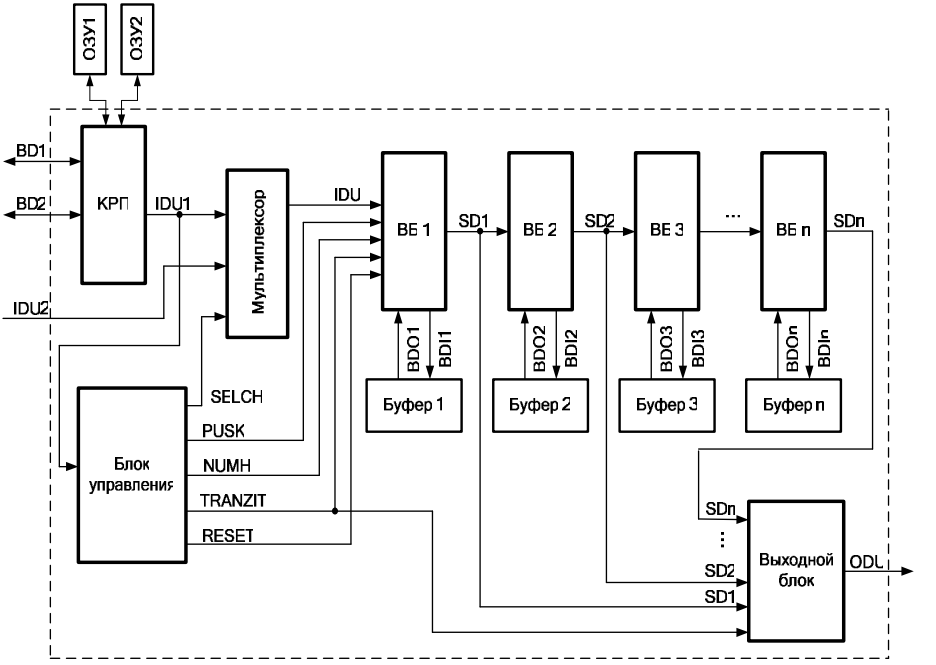 ОЗУ1
ОЗУ2
BD1
BD2
КРП
IDU1
IDU2
Мультиплексор
IDU
ВБ 1
SD1
ВБ 2
SD2
ВБ 3
...
ВБ n
SDn
BDO1
BDI1
BDO2
BDI2
BDO3
BDI3
BDOn
BDIn
Буфер 1
Буфер 2
Буфер 3
Буфер n
Блок
управления
SELCH
PUSK
NUMH
TRANZIT
RESET
SDn
...
SD2
SD1
Выходной
блок
ODU